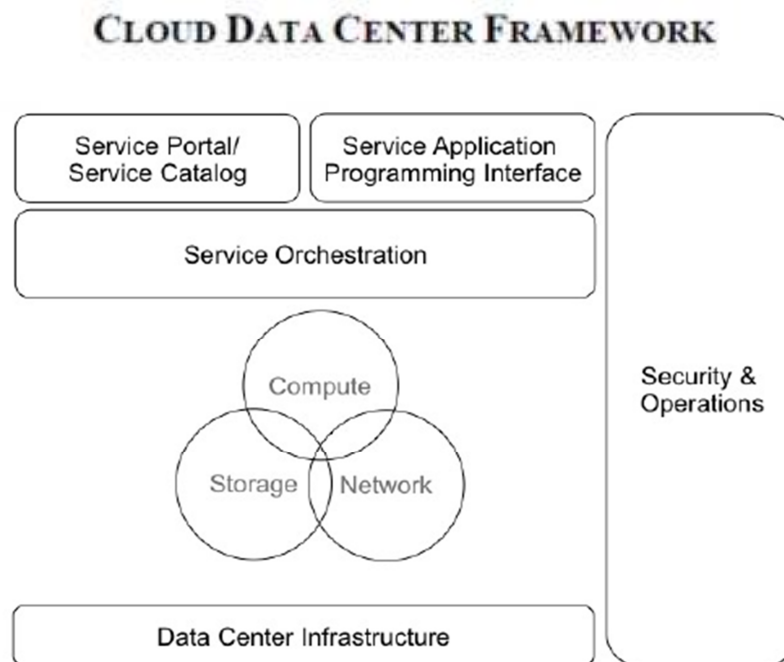 CLOUD DATA CENTER FRAMEWORK
Service Portal/
Service Catalog
Service Application
Programming Interface
Service Orchestration
Compute
Storage
Network
Security &
Operations
Data Center Infrastructure